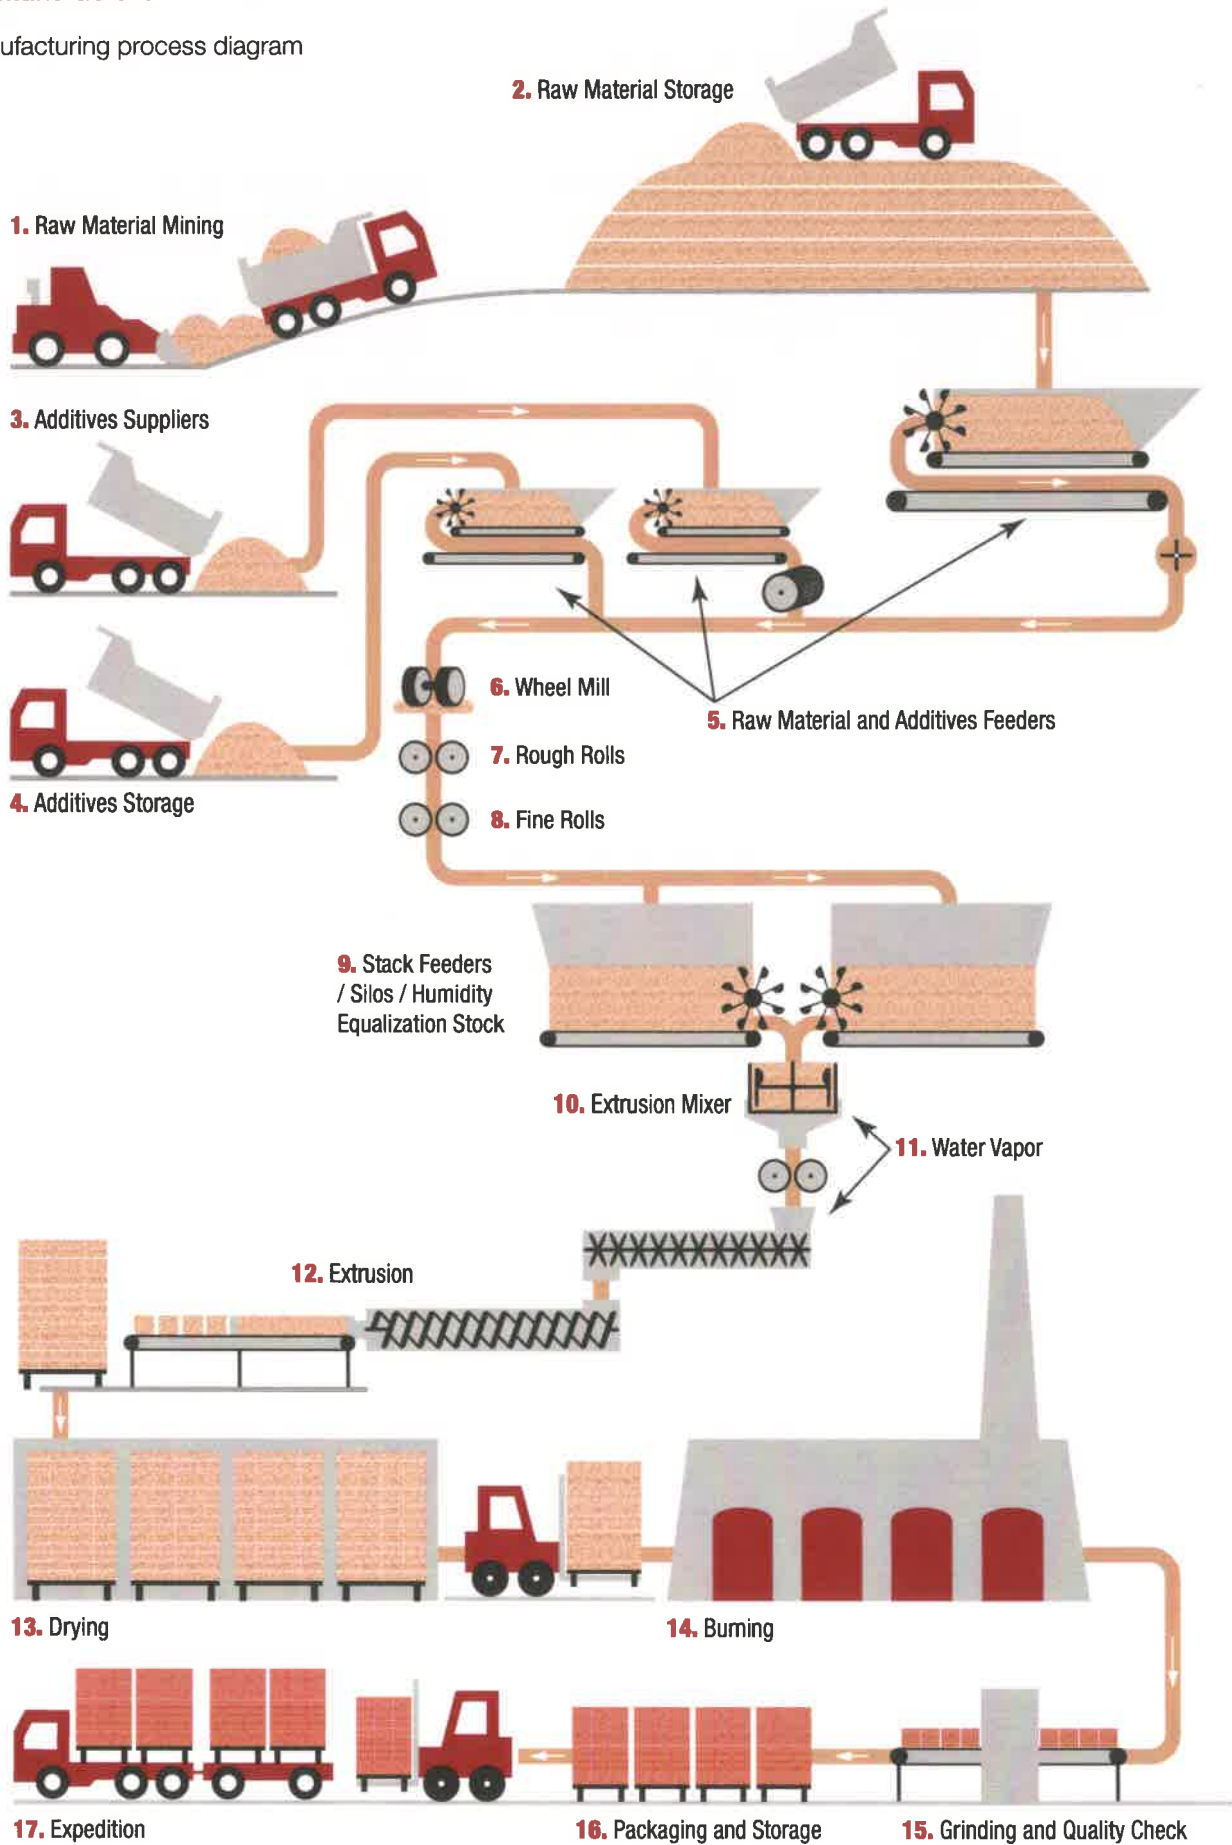 ufacturing process diagram
2. Raw Material Storage
1. Raw Material Mining
3. Additives Suppliers
6. Wheel Mill
5. Raw Material and Additives Feeders
7. Rough Rolls
4. Additives Storage
8. Fine Rolls
9. Stack Feeders
/ Silos / Humidity
Equalization Stock
10. Extrusion Mixer
11. Water Vapor
12. Extrusion
13. Drying
14. Burning
17. Expedition
16. Packaging and Storage
15. Grinding and Quality Check